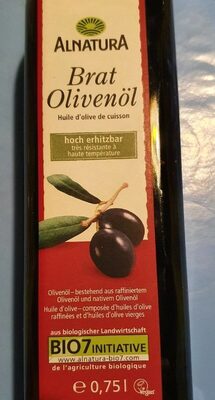 ALNATURA
Brat
Olivenöl
Huile d'olive de cuisson
hoch erhitzbar
très résistante à
haute température
Olivenöl – bestehend aus raffiniertem
Olivenöl und nativem Olivenöl
Huile d'olive – composée d'huiles d'olive
raffinées et d'huiles d'olive vierges
aus biologischer Landwirtschaft
BIO7 INITIATIVE
www.alnatura-bio7.com
de l'agriculture biologique
e 0,75 l